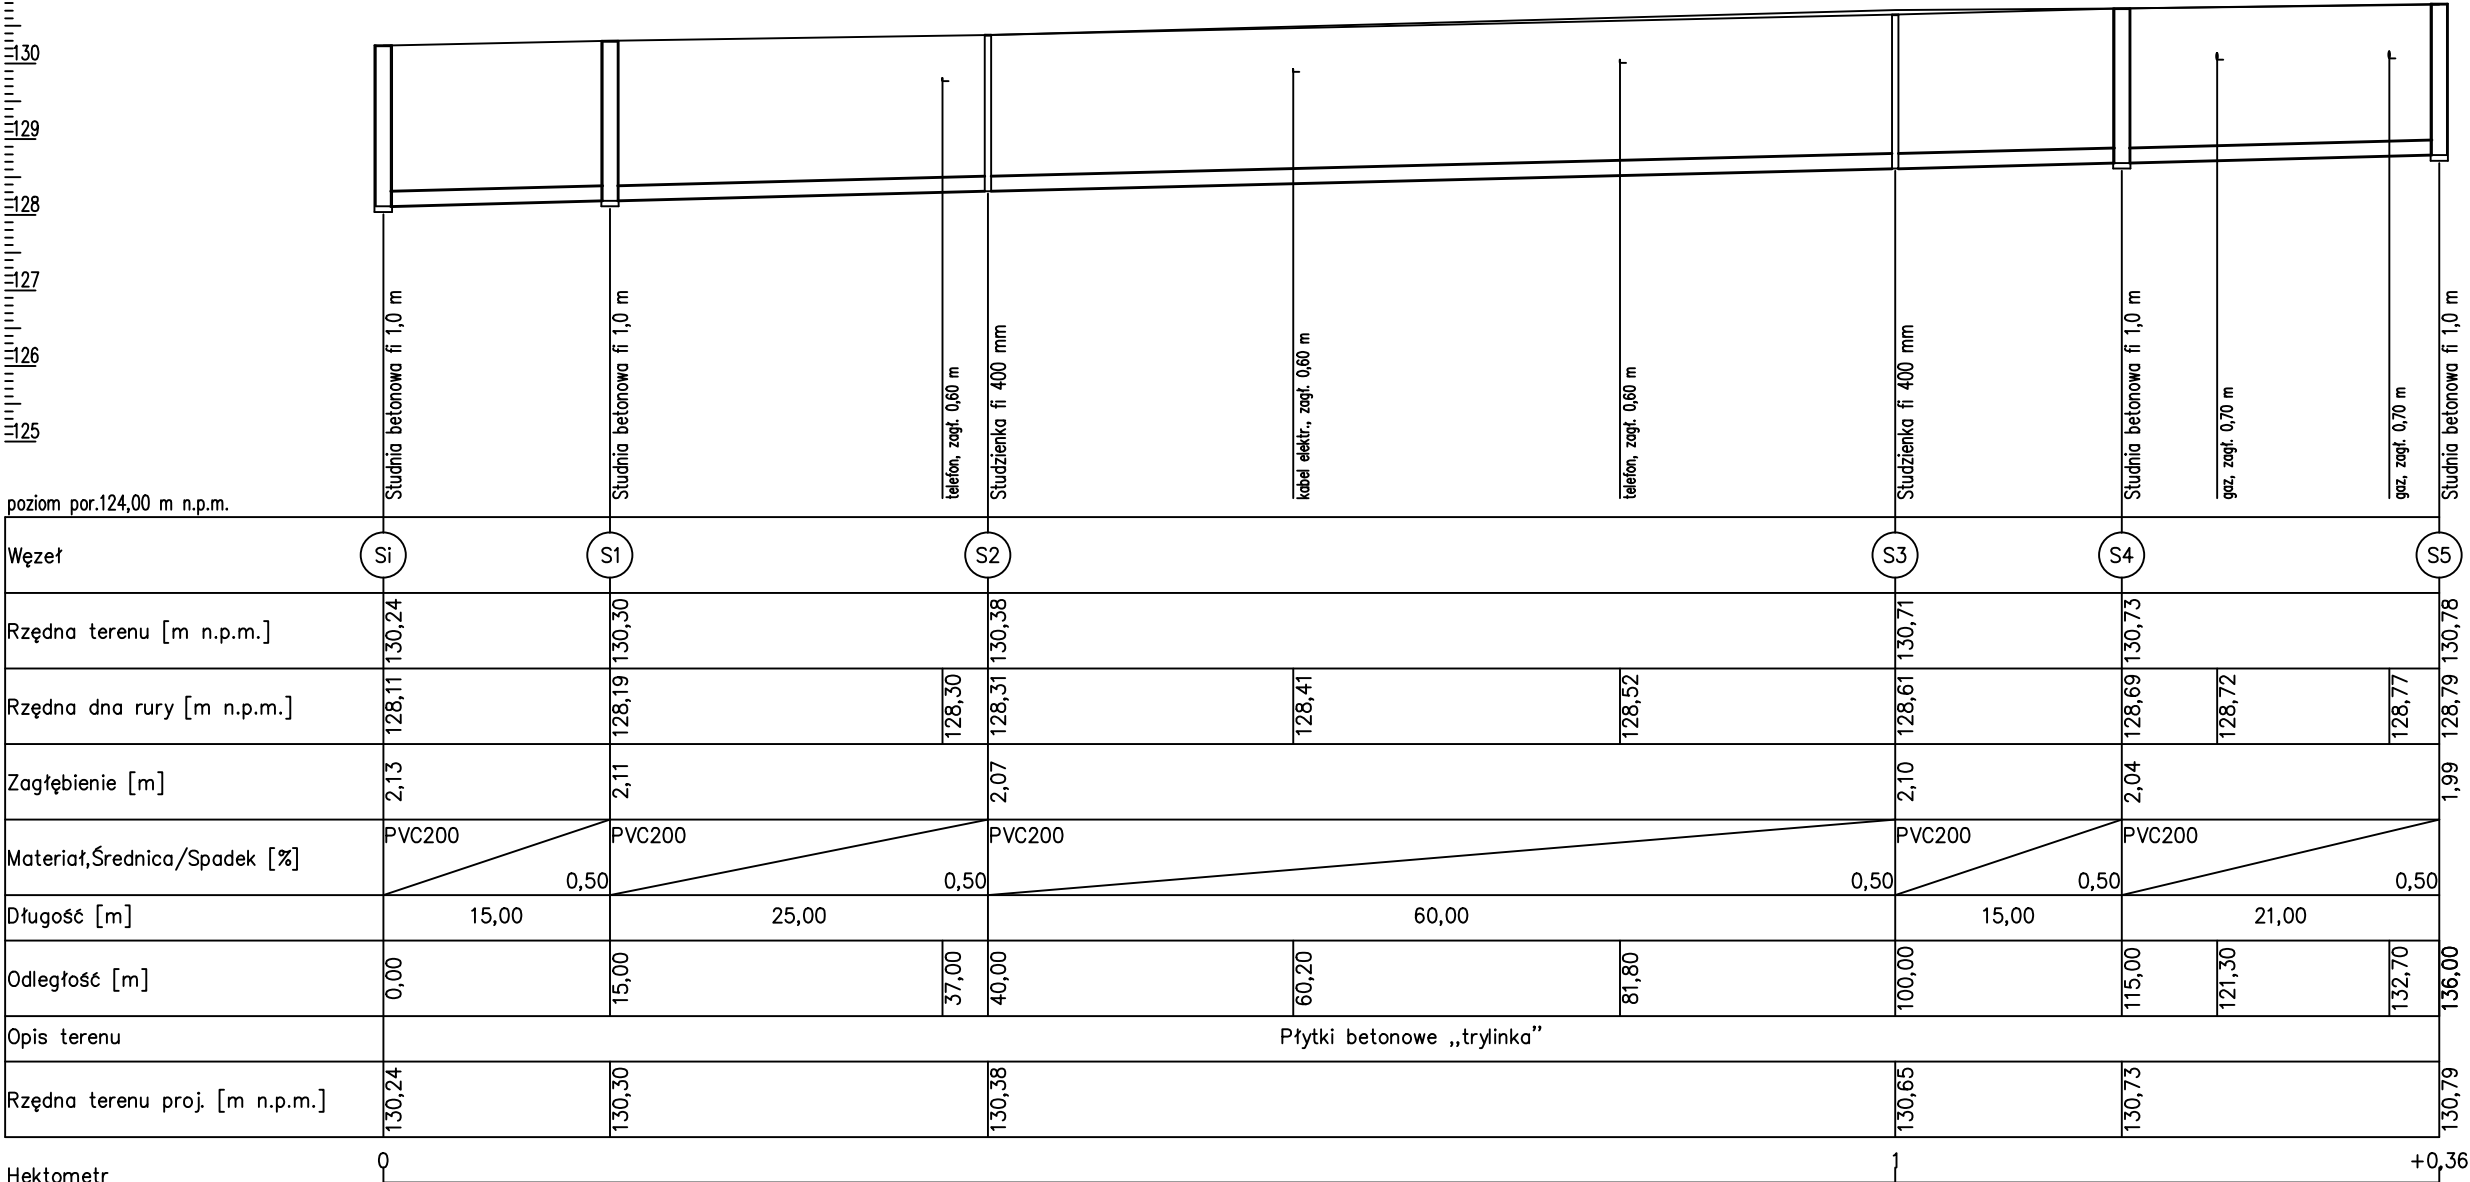 130
129
128
127
126
125
poziom por.124,00 m n.p.m.
Studnia betonowa fi 1,0 m
Studnia betonowa fi 1,0 m
telefon, zagł. 0,60 m
Studzienka fi 400 mm
kabel elektr., zagł. 0,60 m
telefon, zagł. 0,60 m
Studzienka fi 400 mm
Studnia betonowa fi 1,0 m
gaz, zagł. 0,70 m
gaz, zagł. 0,70 m
Studnia betonowa fi 1,0 m
Węzeł Si S1 S2 S3 S4 S5
Rzędna terenu [m n.p.m.] 130,24 130,30 130,38 130,71 130,73 130,78
Rzędna dna rury [m n.p.m.] 128,11 128,19 128,30 128,31 128,41 128,52 128,61 128,69 128,72 128,77 128,79
Zagłębienie [m] 2,13 2,11 2,07 2,10 2,04 1,99
Materiał,Średnica/Spadek [%] PVC200 0,50 PVC200 0,50 PVC200 0,50 PVC200 0,50 PVC200 0,50
Długość [m] 15,00 25,00 60,00 15,00 21,00
Odległość [m] 0,00 15,00 37,00 40,00 60,20 81,80 100,00 115,00 121,30 132,70 136,00
Opis terenu Płytki betonowe ,,trylinka”
Rzędna terenu proj. [m n.p.m.] 130,24 130,30 130,38 130,65 130,73 130,79
Hektometr 0 1 +0,36